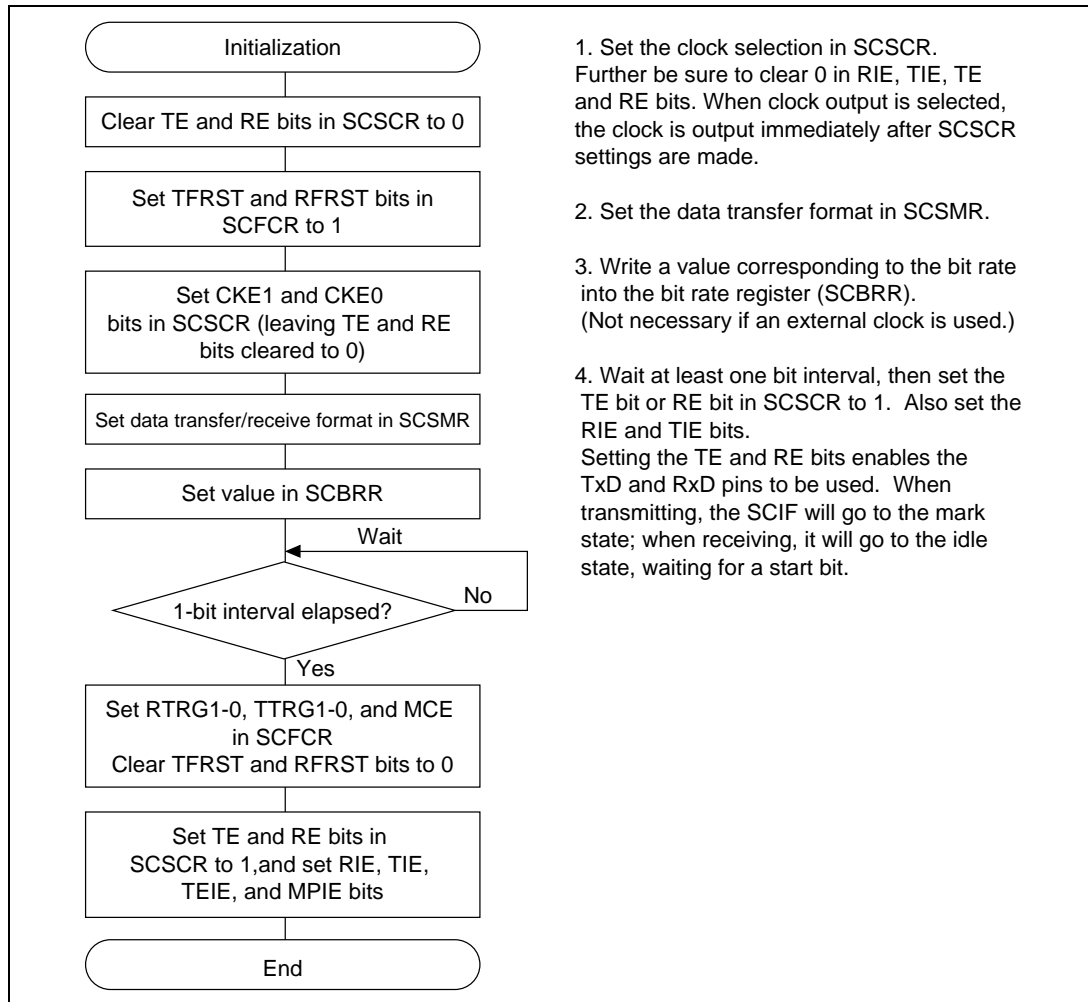 Initialization
Clear TE and RE bits in SCSCR to 0
Set TFRST and RFRST bits in
SCFCR to 1
Set CKE1 and CKE0
bits in SCSCR (leaving TE and RE
bits cleared to 0)
Set data transfer/receive format in SCSMR
Set value in SCBRR
Wait
1-bit interval elapsed?
No
Yes
Set RTRG1-0, TTRG1-0, and MCE
in SCFCR
Clear TFRST and RFRST bits to 0
Set TE and RE bits in
SCSCR to 1,and set RIE, TIE,
TEIE, and MPIE bits
End
1. Set the clock selection in SCSCR.
Further be sure to clear 0 in RIE, TIE, TE
and RE bits. When clock output is selected,
the clock is output immediately after SCSCR
settings are made.
2. Set the data transfer format in SCSMR.
3. Write a value corresponding to the bit rate
into the bit rate register (SCBRR).
(Not necessary if an external clock is used.)
4. Wait at least one bit interval, then set the
TE bit or RE bit in SCSCR to 1. Also set the
RIE and TIE bits.
Setting the TE and RE bits enables the
TxD and RxD pins to be used. When
transmitting, the SCIF will go to the mark
state; when receiving, it will go to the idle
state, waiting for a start bit.